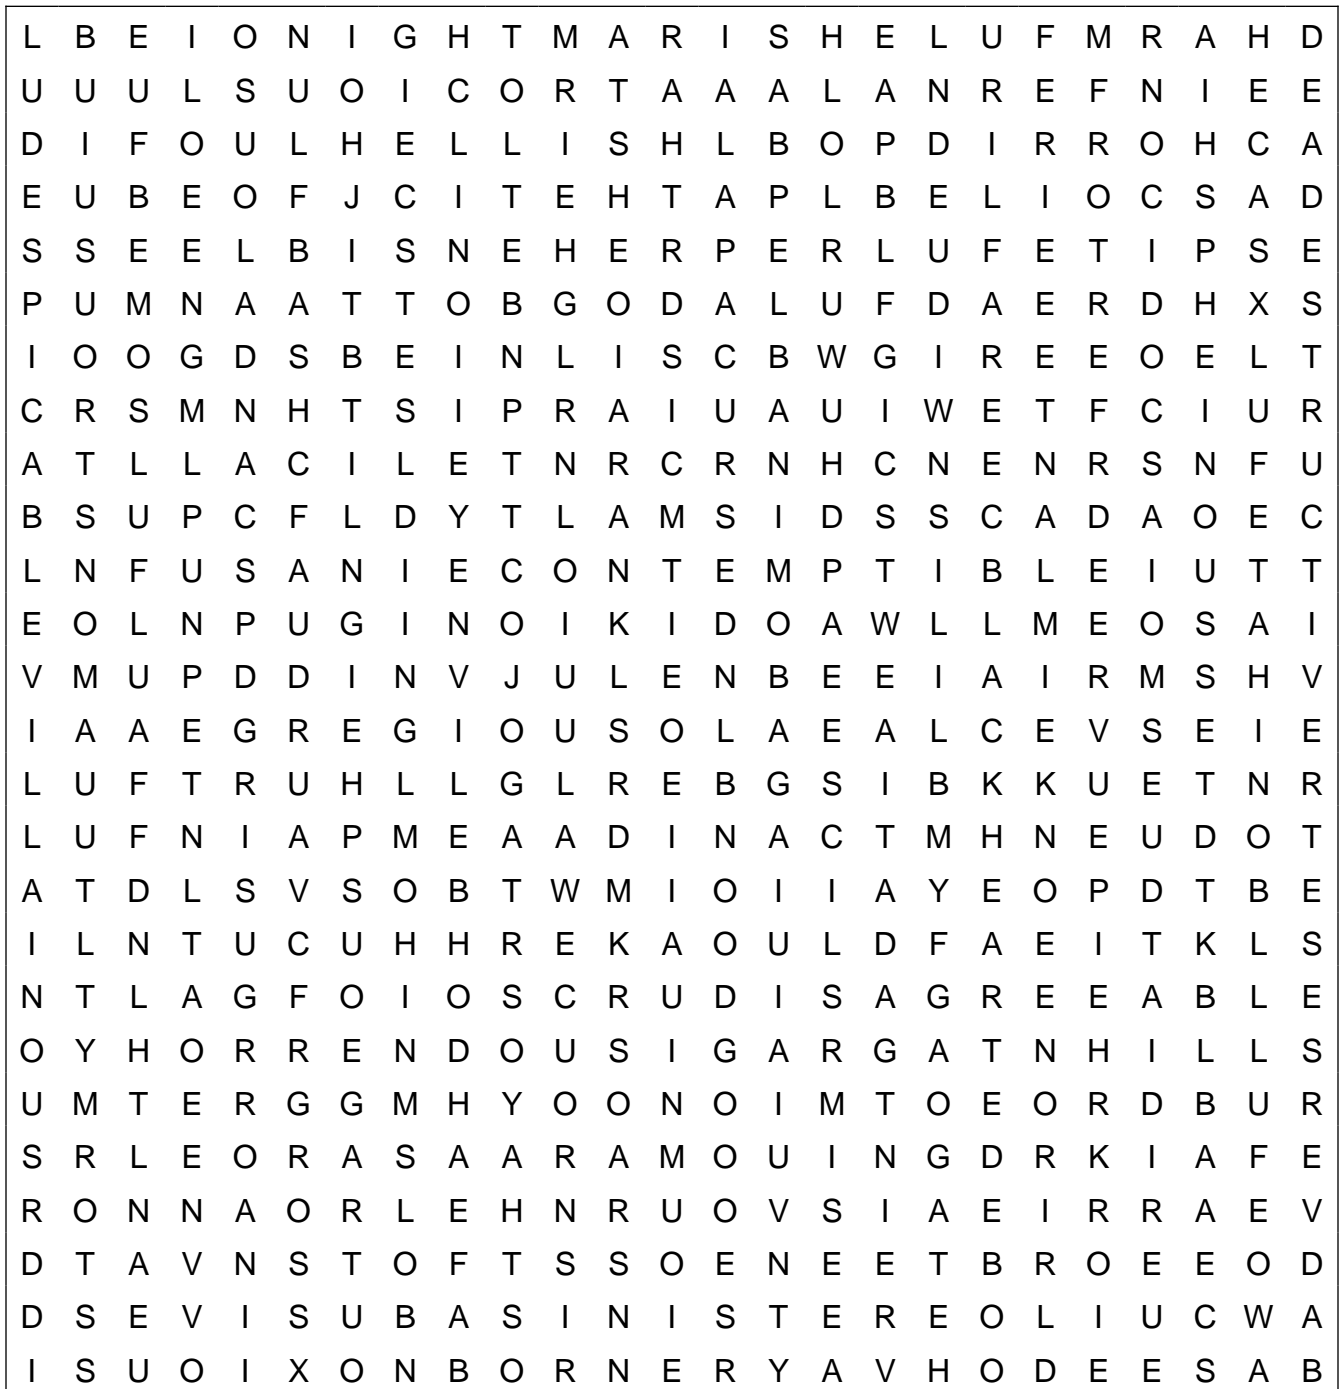 L B E I O N I G H T M A R I S H E L U F M R A H D
U U U L S U O I C O R T A A A L A N R E F N I E E
D I F O U L H E L L I S H L B O P D I R R O H C A
E U B E O F J C I T E H T A P L B E L I O C S A D
S S E E L B I S N E H E R P E R L U F E T I P S E
P U M N A A T T O B G O D A L U F D A E R D H X S
I O O G D S B E I N L I S C B W G I R E E O E L T
C R S M N H T S I P R A I U A U I W E T F C I U R
A T L L A C I L E T N R C R N H C N E N R S N F U
B S U P C F L D Y T L A M S I D S S C A D A O E C
L N F U S A N I E C O N T E M P T I B L E I U T T
E O L N P U G I N O I K I D O A W L L M E O S A I
V M U P D D I N V J U L E N B E E I A I R M S H V
I A A E G R E G I O U S O L A E A L C E V S E I E
L U F T R U H L L G L R E B G S I B K K U E T N R
L U F N I A P M E A A D I N A C T M H N E U D O T
A T D L S V S O B T W M I O I I A Y E O P D T B E
I L N T U C U H H R E K A O U L D F A E I T K L S
N T L A G F O I O S C R U D I S A G R E E A B L E
O Y H O R R E N D O U S I G A R G A T N H I L L S
U M T E R G G M H Y O O N O I M T O E O R D B U R
S R L E O R A S A A R A M O U I N G D R K I A F E
R O N N A O R L E H N R U O V S I A E I R R A E V
D T A V N S T O F T S S O E N E E T B R O E E O D
D S E V I S U B A S I N I S T E R E O L I U C W A
I S U O I X O N B O R N E R Y A V H O D E E S A B